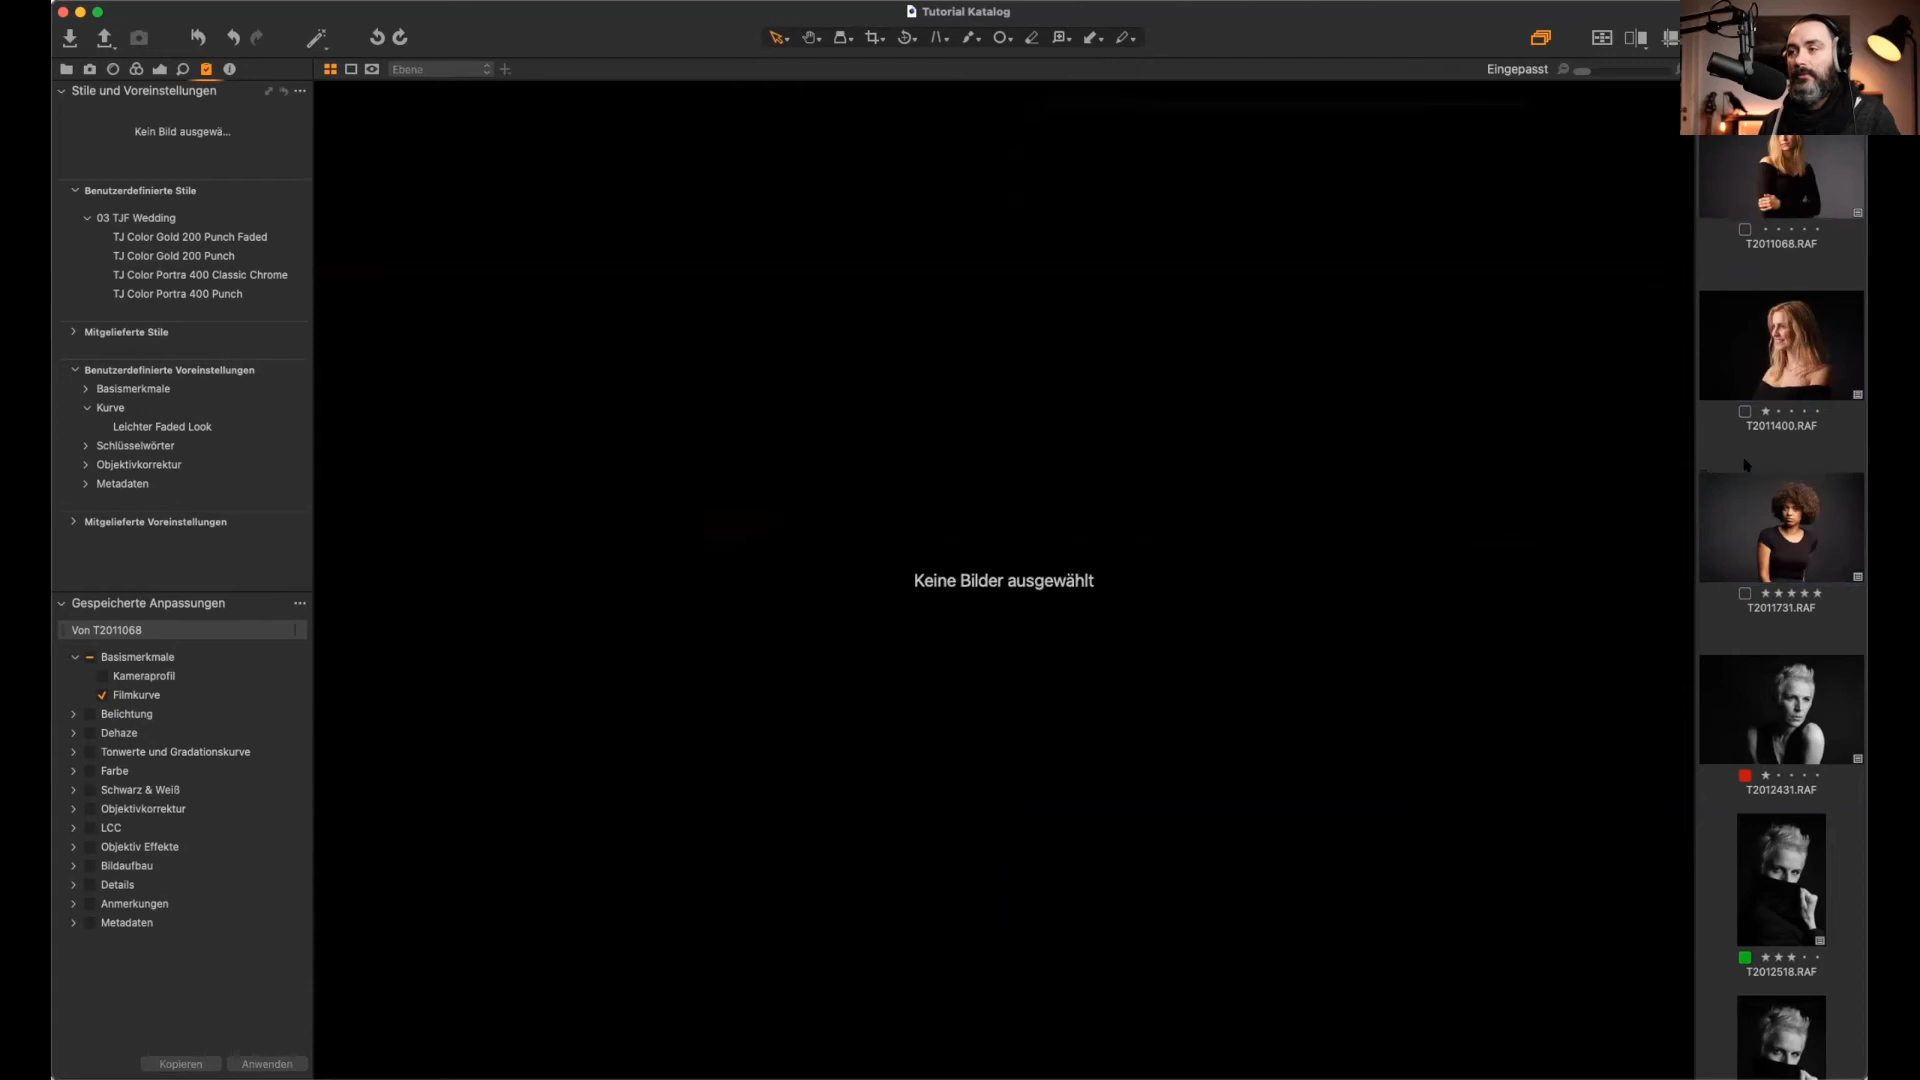 Tutorial Katalog
Ebene
Eingepasst
Stile und Voreinstellungen
Kein Bild ausgewä...
Benutzerdefinierte Stile
03 TJF Wedding
TJ Color Gold 200 Punch Faded
TJ Color Gold 200 Punch
TJ Color Portra 400 Classic Chrome
TJ Color Portra 400 Punch
Mitgelieferte Stile
Benutzerdefinierte Voreinstellungen
Basismerkmale
Kurve
Leichter Faded Look
Schlüsselwörter
Objektivkorrektur
Metadaten
Mitgelieferte Voreinstellungen
Gespeicherte Anpassungen
Von T2011068
Basismerkmale
Kameraprofil
Filmkurve
Belichtung
Dehaze
Tonwerte und Gradationskurve
Farbe
Schwarz & Weiß
Objektivkorrektur
LCC
Objektiv Effekte
Bildaufbau
Details
Anmerkungen
Metadaten
Kopieren
Anwenden
Keine Bilder ausgewählt
T2011068.RAF
T2011400.RAF
T2011731.RAF
T2012431.RAF
T2012518.RAF